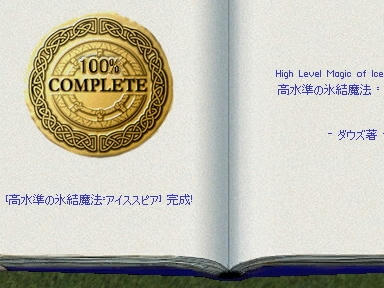 100%
COMPLETE
[高水準の氷結魔法:アイススピア] 完成!
High Level Magic of Ice
高水準の氷結魔法 :
- ダウズ著 -